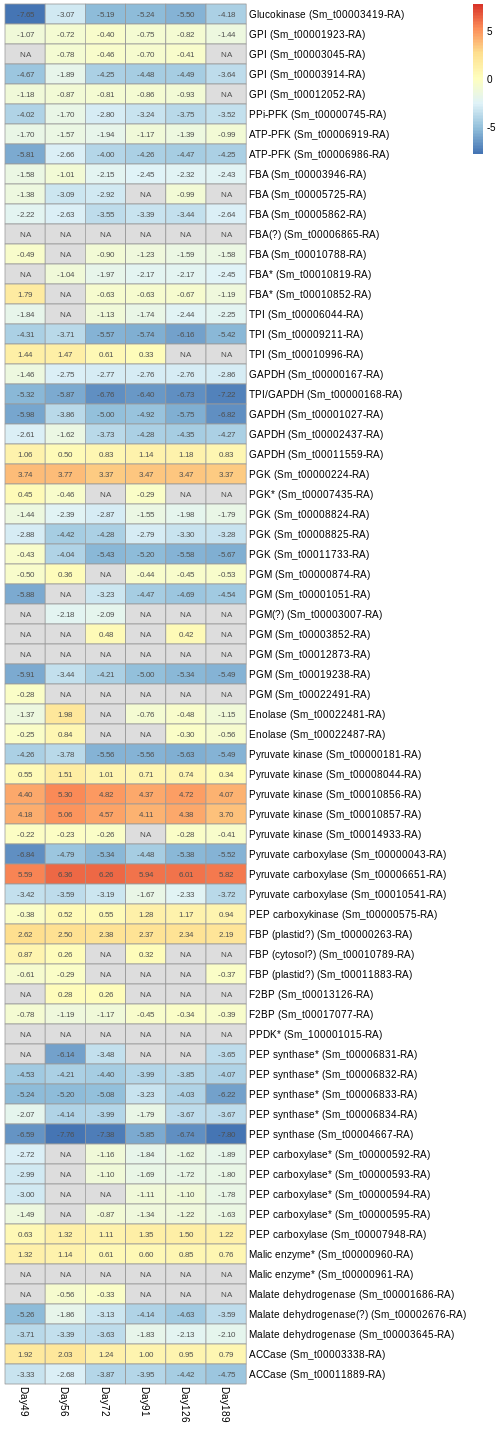 -7.85 -3.07 -5.19 -5.24 -5.50 -4.18 Glucokinase (Sm_t00003419-RA)
-1.07 -0.72 -0.40 -0.75 -0.82 -1.44 GPI (Sm_t00001923-RA)
5
NA -0.78 -0.46 -0.70 -0.41 NA GPI (Sm_t00003045-RA)
-4.67 -1.89 -4.25 -4.48 -4.49 -3.64 GPI (Sm_t00003914-RA)
0
-1.18 -0.87 -0.81 -0.86 -0.93 NA GPI (Sm_t00012052-RA)
-4.02 -1.70 -2.80 -3.24 -3.75 -3.52 PPi-PFK (Sm_t00000745-RA)
-5
-1.70 -1.57 -1.94 -1.17 -1.39 -0.99 ATP-PFK (Sm_t00006919-RA)
-5.81 -2.66 -4.00 -4.26 -4.47 -4.25 ATP-PFK (Sm_t00006986-RA)
-1.58 -1.01 -2.15 -2.45 -2.32 -2.43 FBA (Sm_t00003946-RA)
-1.38 -3.09 -2.92 NA -0.99 NA FBA (Sm_t00005725-RA)
-2.22 -2.63 -3.55 -3.39 -3.44 -2.64 FBA (Sm_t00005862-RA)
NA NA NA NA NA NA FBA(?) (Sm_t00006865-RA)
-0.49 NA -0.90 -1.23 -1.59 -1.58 FBA (Sm_t00010788-RA)
NA -1.04 -1.97 -2.17 -2.17 -2.45 FBA* (Sm_t00010819-RA)
1.79 NA -0.63 -0.63 -0.67 -1.19 FBA* (Sm_t00010852-RA)
-1.84 NA -1.13 -1.74 -2.44 -2.25 TPI (Sm_t00006044-RA)
-4.31 -3.71 -5.57 -5.74 -6.16 -5.42 TPI (Sm_t00009211-RA)
1.44 1.47 0.61 0.33 NA NA TPI (Sm_t00010996-RA)
-1.46 -2.75 -2.77 -2.76 -2.76 -2.86 GAPDH (Sm_t00000167-RA)
-5.32 -5.87 -6.76 -6.40 -6.73 -7.22 TPI/GAPDH (Sm_t00000168-RA)
-5.98 -3.86 -5.00 -4.92 -5.75 -6.82 GAPDH (Sm_t00001027-RA)
-2.61 -1.62 -3.73 -4.28 -4.35 -4.27 GAPDH (Sm_t00002437-RA)
1.06 0.50 0.83 1.14 1.18 0.83 GAPDH (Sm_t00011559-RA)
3.74 3.77 3.37 3.47 3.47 3.37 PGK (Sm_t00000224-RA)
0.45 -0.46 NA -0.29 NA NA PGK* (Sm_t00007435-RA)
-1.44 -2.39 -2.87 -1.55 -1.98 -1.79 PGK (Sm_t00008824-RA)
-2.88 -4.42 -4.28 -2.79 -3.30 -3.28 PGK (Sm_t00008825-RA)
-0.43 -4.04 -5.43 -5.20 -5.58 -5.67 PGK (Sm_t00011733-RA)
-0.50 0.36 NA -0.44 -0.45 -0.53 PGM (Sm_t00000874-RA)
-5.88 NA -3.23 -4.47 -4.69 -4.54 PGM (Sm_t00001051-RA)
NA -2.18 -2.09 NA NA NA PGM(?) (Sm_t00003007-RA)
NA NA 0.48 NA 0.42 NA PGM (Sm_t00003852-RA)
NA NA NA NA NA NA PGM (Sm_t00012873-RA)
-5.91 -3.44 -4.21 -5.00 -5.34 -5.49 PGM (Sm_t00019238-RA)
-0.28 NA NA NA NA NA PGM (Sm_t00022491-RA)
-1.37 1.98 NA -0.76 -0.48 -1.15 Enolase (Sm_t00022481-RA)
-0.25 0.84 NA NA -0.30 -0.56 Enolase (Sm_t00022487-RA)
-4.26 -3.78 -5.56 -5.56 -5.63 -5.49 Pyruvate kinase (Sm_t00000181-RA)
0.55 1.51 1.01 0.71 0.74 0.34 Pyruvate kinase (Sm_t00008044-RA)
4.40 5.30 4.82 4.37 4.72 4.07 Pyruvate kinase (Sm_t00010856-RA)
4.18 5.06 4.57 4.11 4.38 3.70 Pyruvate kinase (Sm_t00010857-RA)
-0.22 -0.23 -0.26 NA -0.28 -0.41 Pyruvate kinase (Sm_t00014933-RA)
-6.84 -4.79 -5.34 -4.48 -5.38 -5.52 Pyruvate carboxylase (Sm_t00000043-RA)
5.59 6.36 6.26 5.94 6.01 5.82 Pyruvate carboxylase (Sm_t00006651-RA)
-3.42 -3.59 -3.19 -1.67 -2.33 -3.72 Pyruvate carboxylase (Sm_t00010541-RA)
-0.38 0.52 0.55 1.28 1.17 0.94 PEP carboxykinase (Sm_t00000575-RA)
2.62 2.50 2.38 2.37 2.34 2.19 FBP (plastid?) (Sm_t00000263-RA)
0.87 0.26 NA 0.32 NA NA FBP (cytosol?) (Sm_t00010789-RA)
-0.61 -0.29 NA NA NA -0.37 FBP (plastid?) (Sm_t00011883-RA)
NA 0.28 0.26 NA NA NA F2BP (Sm_t00013126-RA)
-0.78 -1.19 -1.17 -0.45 -0.34 -0.39 F2BP (Sm_t00017077-RA)
NA NA NA NA NA NA PPDK* (Sm_100001015-RA)
NA -6.14 -3.48 NA NA -3.65 PEP synthase* (Sm_t00006831-RA)
-4.53 -4.21 -4.40 -3.99 -3.85 -4.07 PEP synthase* (Sm_t00006832-RA)
-5.24 -5.20 -5.08 -3.23 -4.03 -6.22 PEP synthase* (Sm_t00006833-RA)
-2.07 -4.14 -3.99 -1.79 -3.67 -3.67 PEP synthase* (Sm_t00006834-RA)
-6.59 -7.76 -7.38 -5.85 -6.74 -7.80 PEP synthase (Sm_t00004667-RA)
-2.72 NA -1.16 -1.84 -1.62 -1.89 PEP carboxylase* (Sm_t00000592-RA)
-2.99 NA -1.10 -1.69 -1.72 -1.80 PEP carboxylase* (Sm_t00000593-RA)
-3.00 NA NA -1.11 -1.10 -1.78 PEP carboxylase* (Sm_t00000594-RA)
-1.49 NA -0.87 -1.34 -1.22 -1.63 PEP carboxylase* (Sm_t00000595-RA)
0.63 1.32 1.11 1.35 1.50 1.22 PEP carboxylase (Sm_t00007948-RA)
1.32 1.14 0.61 0.60 0.85 0.76 Malic enzyme* (Sm_t00000960-RA)
NA NA NA NA NA NA Malic enzyme* (Sm_t00000961-RA)
NA -0.56 -0.33 NA NA NA Malate dehydrogenase (Sm_t00001686-RA)
-5.26 -1.86 -3.13 -4.14 -4.63 -3.59 Malate dehydrogenase(?) (Sm_t00002676-RA)
-3.71 -3.39 -3.63 -1.83 -2.13 -2.10 Malate dehydrogenase (Sm_t00003645-RA)
1.92 2.03 1.24 1.00 0.95 0.79 ACCase (Sm_t00003338-RA)
-3.33 -2.68 -3.87 -3.95 -4.42 -4.75 ACCase (Sm_t00011889-RA)
Day49 Day56 Day72 Day91 Day126 Day189